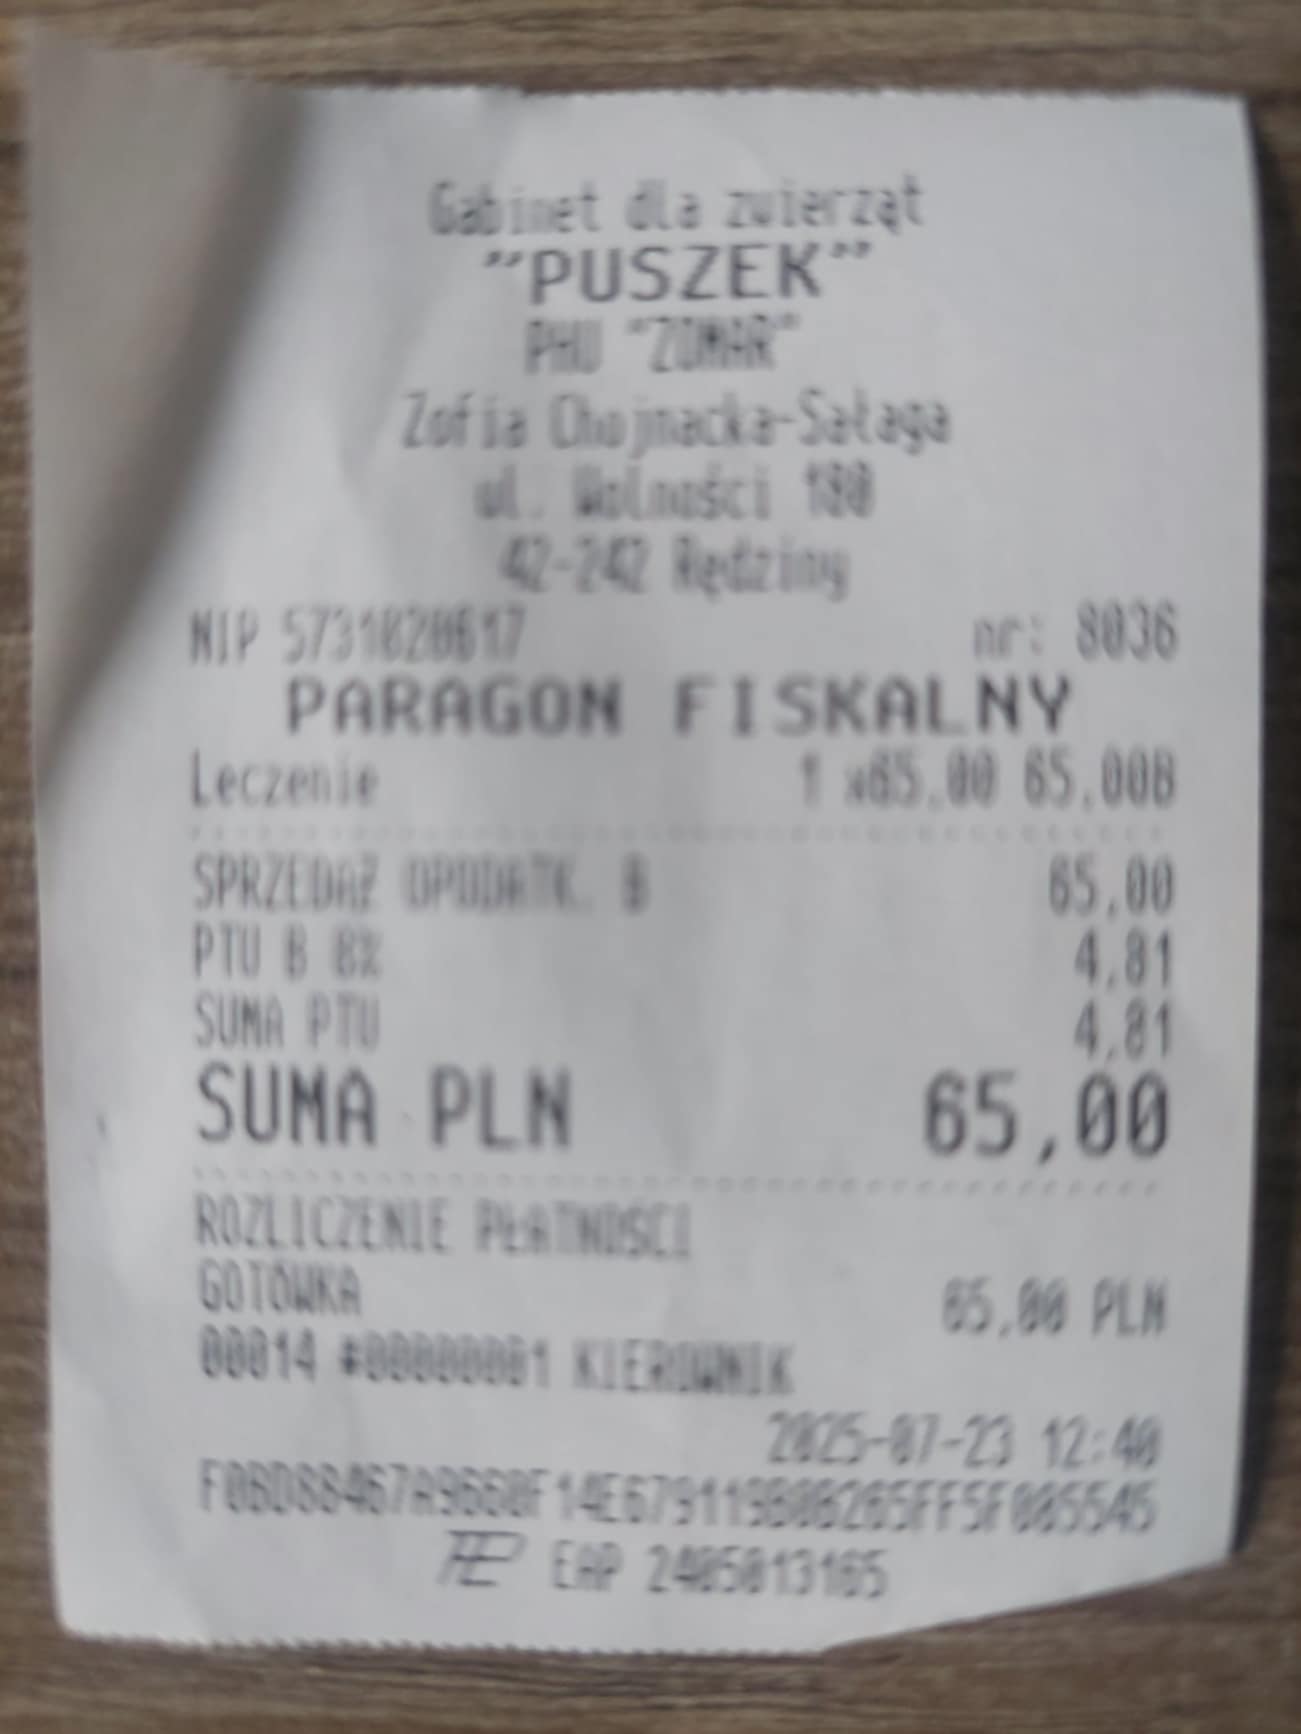 Gabinet dla zwierząt
"PUSZEK"
PHU "ZOMAR"
Zofia Chojnacka-Sałaga
ul. Wolności 180
42-242 Rędziny
NIP 5731020617 nr: 8036
PARAGON FISKALNY
Leczenie 1 x65,00 65,00B
SPRZEDAŻ OPODATK. B 65,00
PTU B 8% 4,81
SUMA PTU 4,81
SUMA PLN 65,00
ROZLICZENIE PŁATNOŚCI
GOTÓWKA 65,00 PLN
00014 #00000001 KIEROWNIK
2025-07-23 12:40
EAP 2405013165